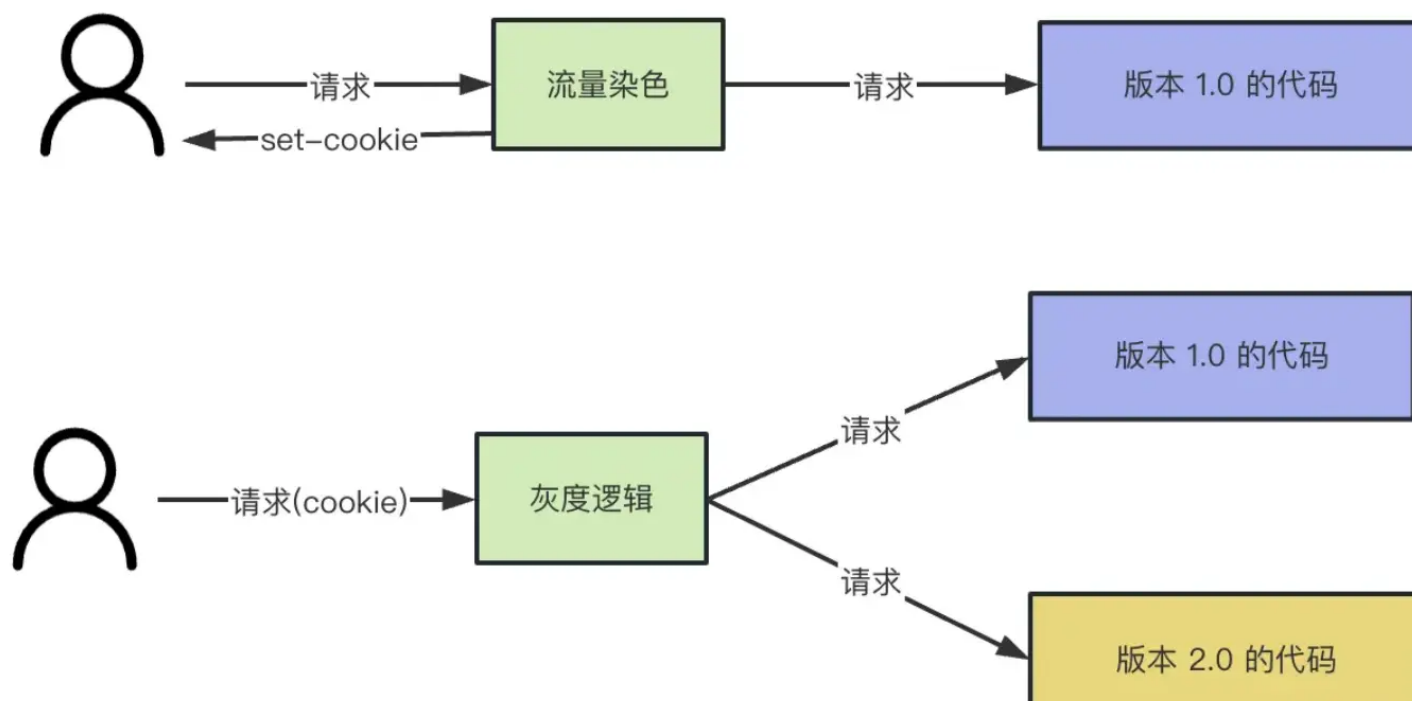 请求
流量染色
请求
版本 1.0 的代码
set-cookie
版本 1.0 的代码
请求
请求(cookie)
灰度逻辑
请求
版本 2.0 的代码